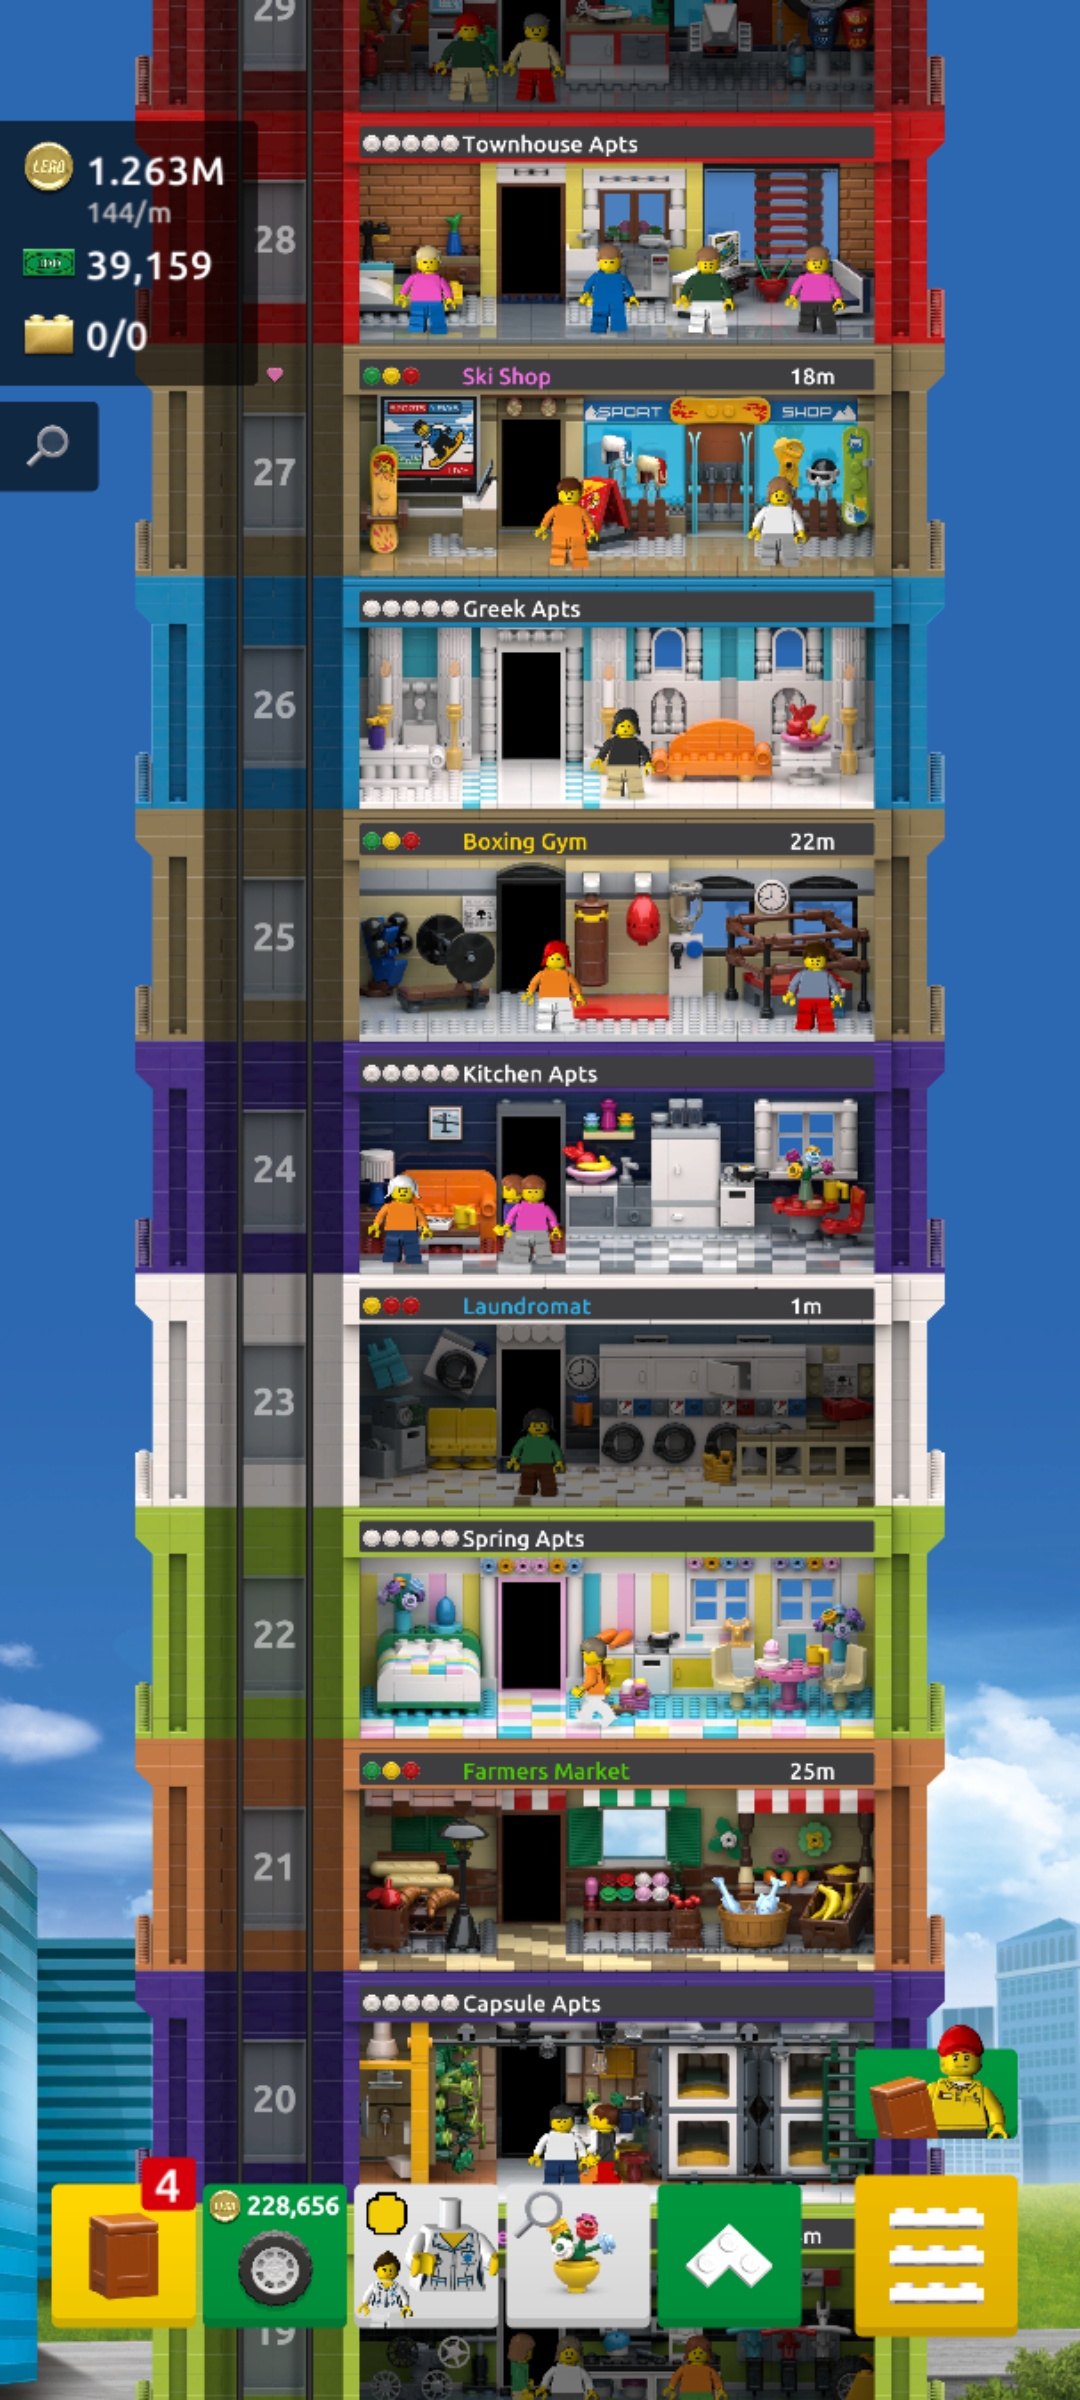 29
Townhouse Apts
LEGO
1.263M
144/m
28
39,159
0/0
Ski Shop
18m
SPORT
SHOP
27
Greek Apts
26
Boxing Gym
22m
25
Kitchen Apts
24
Laundromat
1m
23
Spring Apts
22
Farmers Market
25m
21
Capsule Apts
20
4
228,656
19